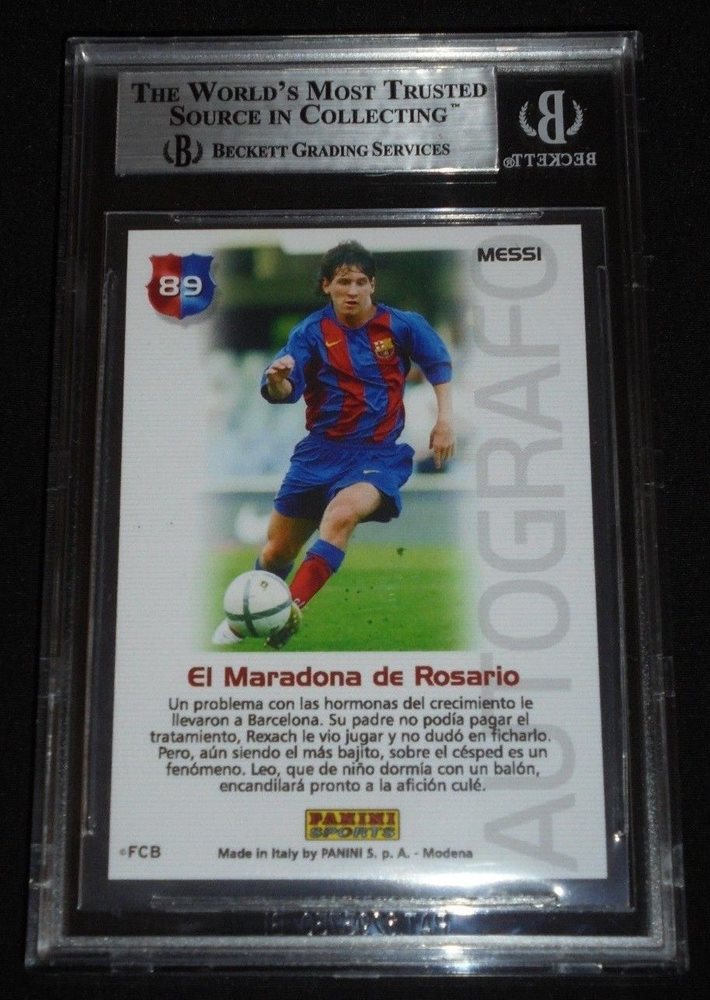 THE WORLD'S MOST TRUSTED
SOURCE IN COLLECTING™
B BECKETT GRADING SERVICES
B
BECKETT®
89
MESSI
AUTOGRAFO
El Maradona de Rosario
Un problema con las hormonas del crecimiento le
llevaron a Barcelona. Su padre no podía pagar el
tratamiento, Rexach le vio jugar y no dudó en ficharlo.
Pero, aún siendo el más bajito, sobre el césped es un
fenómeno. Leo, que de niño dormía con un balón,
encandilará pronto a la afición culé.
PANINI
SPORTS
©FCB
Made in Italy by PANINI S. p. A. - Modena